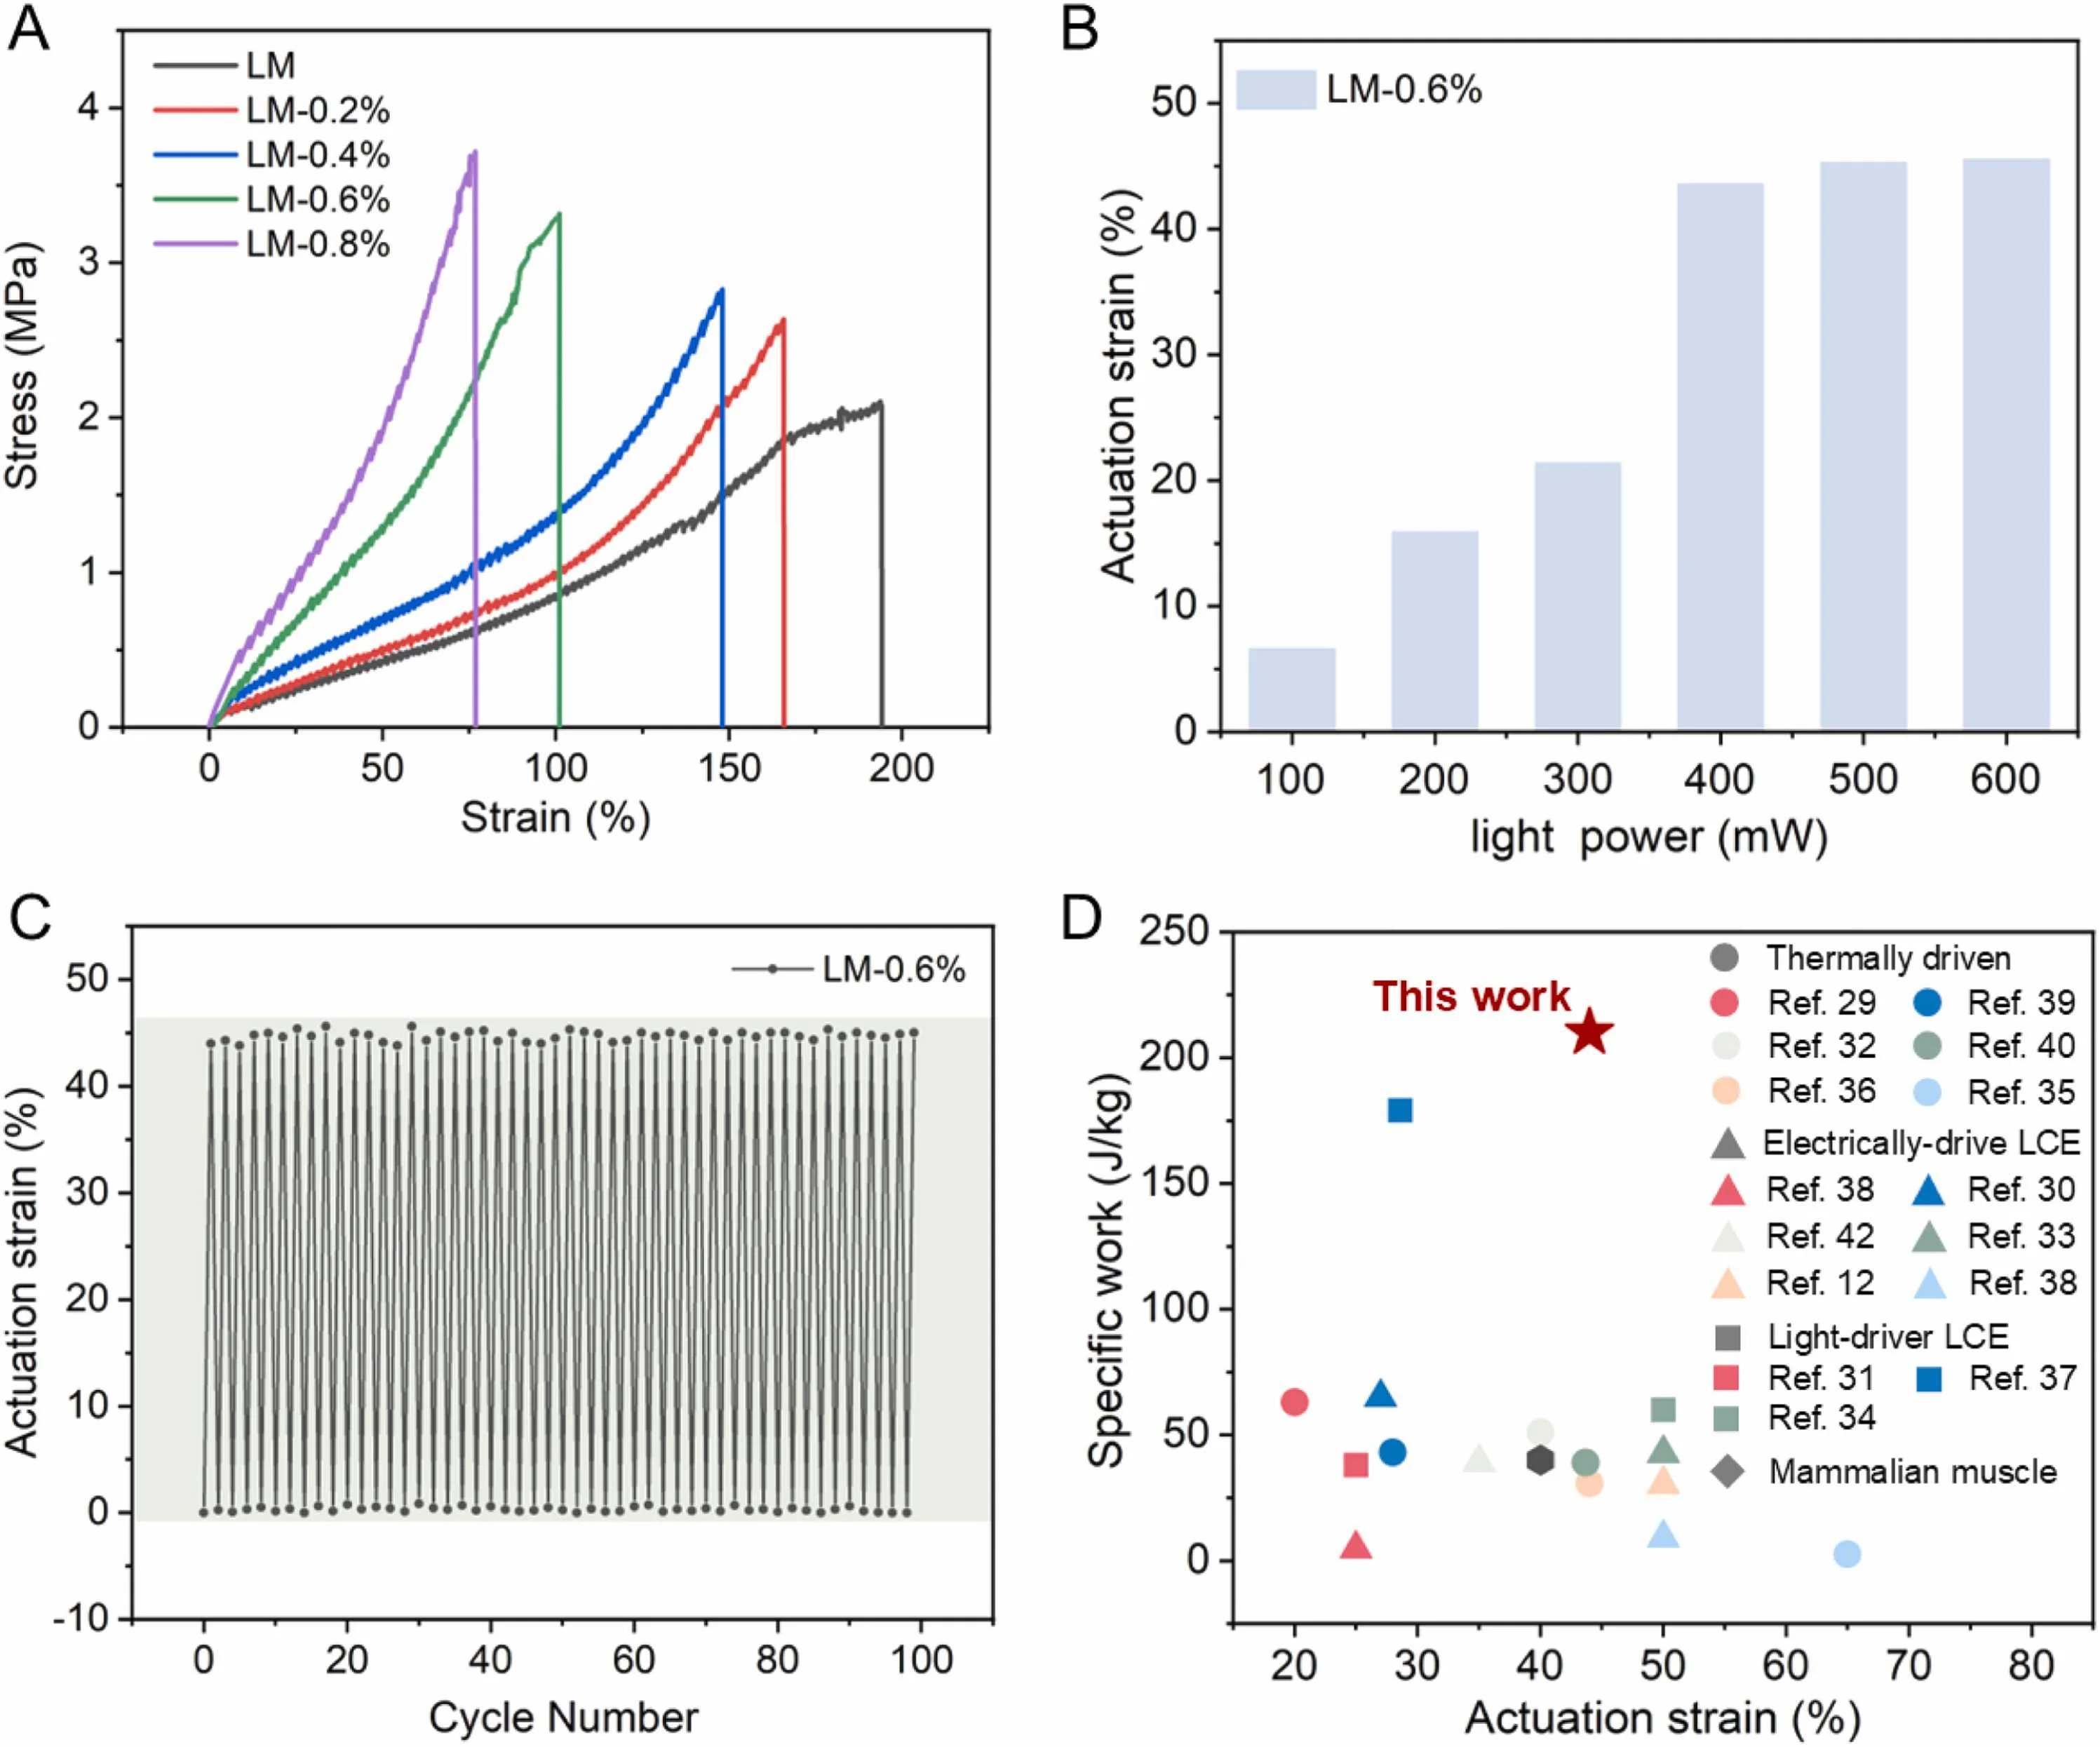 A
LM
LM-0.2%
LM-0.4%
LM-0.6%
LM-0.8%
4
3
2
1
0
Stress (MPa)
0 50 100 150 200
Strain (%)
B
LM-0.6%
50
40
30
20
10
0
Actuation strain (%)
100 200 300 400 500 600
light power (mW)
C
LM-0.6%
50
40
30
20
10
0
-10
Actuation strain (%)
0 20 40 60 80 100
Cycle Number
D
250
200
150
100
50
0
Specific work (J/kg)
This work
Thermally driven
Ref. 29 Ref. 39
Ref. 32 Ref. 40
Ref. 36 Ref. 35
Electrically-drive LCE
Ref. 38 Ref. 30
Ref. 42 Ref. 33
Ref. 12 Ref. 38
Light-driver LCE
Ref. 31 Ref. 37
Ref. 34
Mammalian muscle
20 30 40 50 60 70 80
Actuation strain (%)